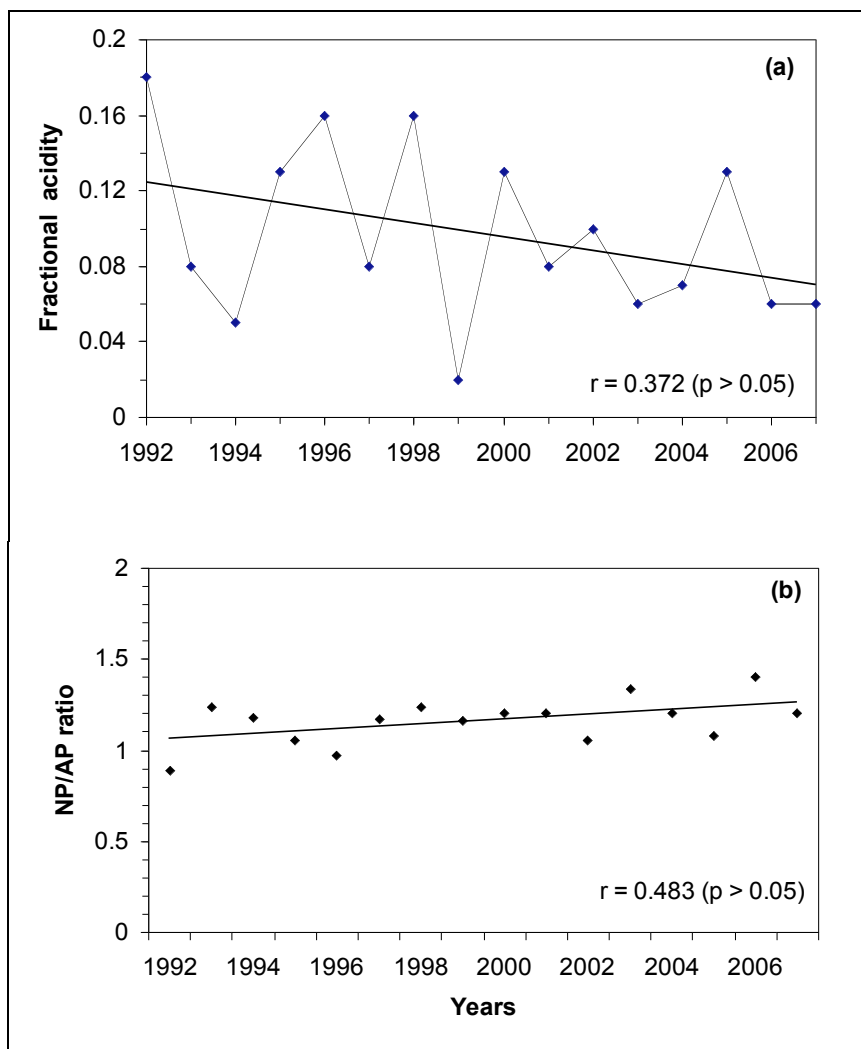 (a)
Fractional acidity
0.2
0.16
0.12
0.08
0.04
0
r = 0.372 (p > 0.05)
1992 1994 1996 1998 2000 2002 2004 2006
(b)
NP/AP ratio
2
1.5
1
0.5
0
r = 0.483 (p > 0.05)
1992 1994 1996 1998 2000 2002 2004 2006
Years